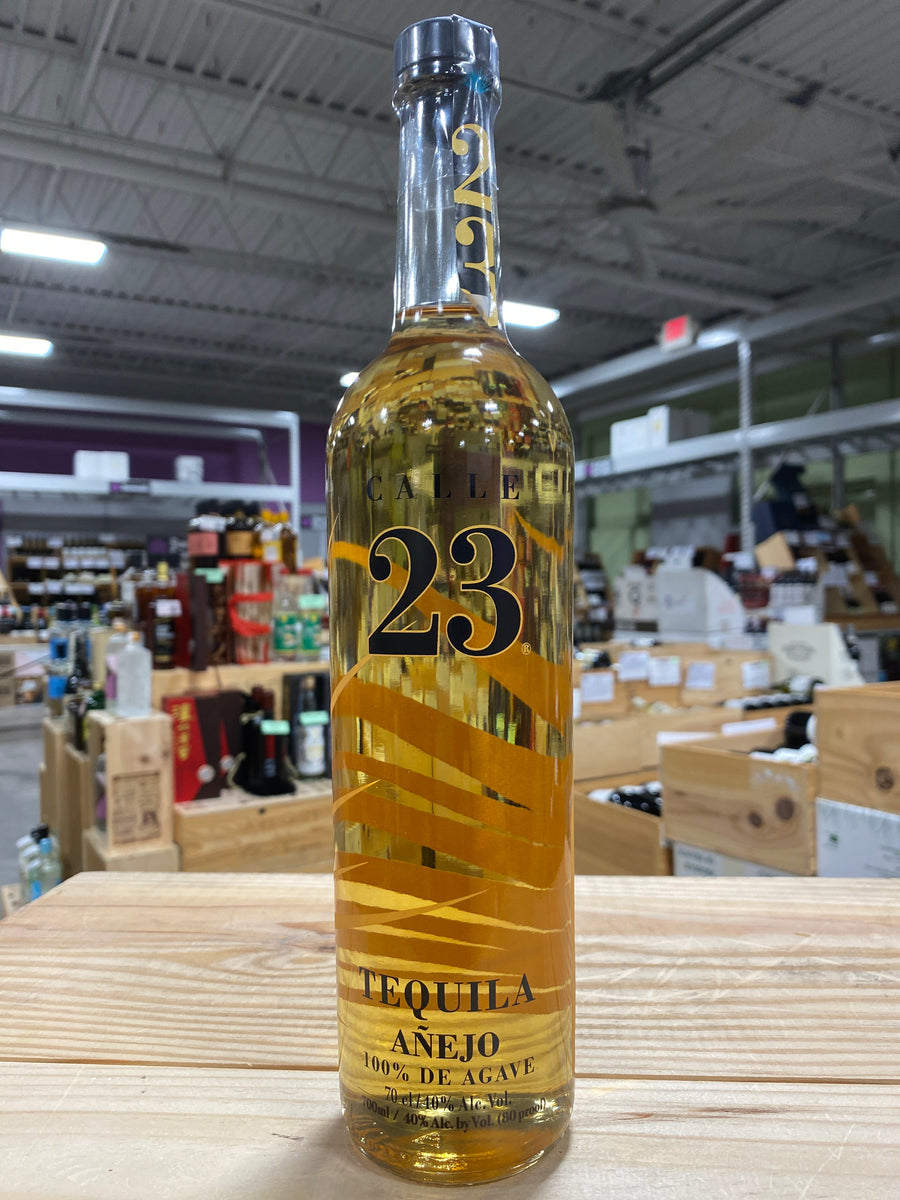 23
CALLE
23®
TEQUILA
AÑEJO
100% DE AGAVE
70 cl / 40% Alc. Vol.
700ml / 40% Alc. by Vol. (80 proof)